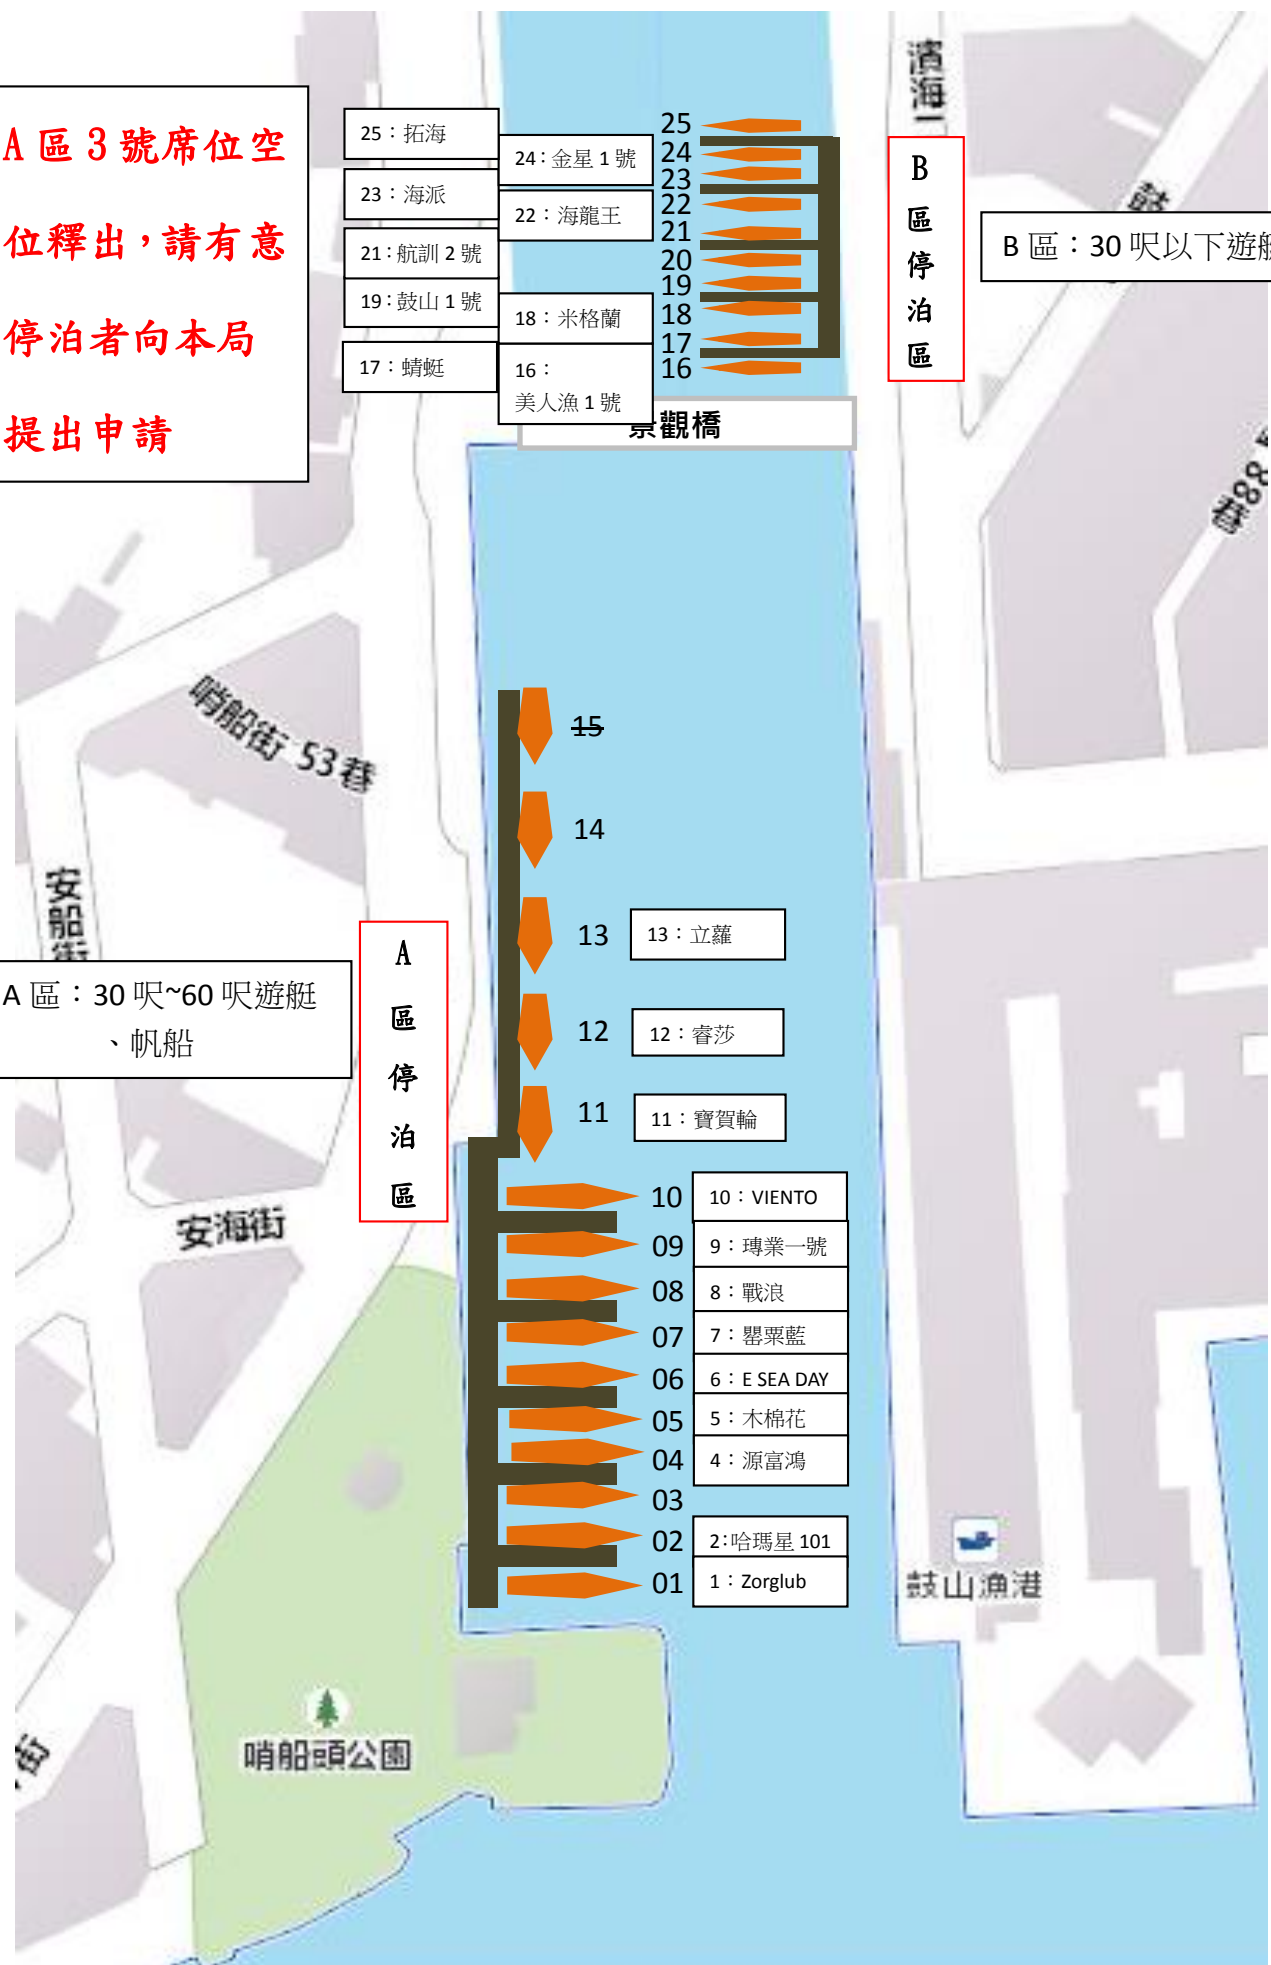 A 區 3 號席位空
位釋出，請有意
停泊者向本局
提出申請
25：拓海
24：金星 1 號
23：海派
22：海龍王
21：航訓 2 號
19：鼓山 1 號
18：米格蘭
17：蜻蜓
16：
美人漁 1 號
25
24
23
22
21
20
19
18
17
16
濱海一
B
區
停
泊
區
B 區：30 呎以下遊艇
鼓
景觀橋
巷88
哨船街 53巷
15
14
13
13：立蘿
12
12：睿莎
11
11：寶賀輪
安船街
A
區
停
泊
區
A 區：30 呎~60 呎遊艇
、帆船
安海街
10
10：VIENTO
09
9：瑼業一號
08
8：戰浪
07
7：罌粟藍
06
6：E SEA DAY
05
5：木棉花
04
4：源富鴻
03
02
2:哈瑪星 101
01
1：Zorglub
鼓山漁港
哨船頭公園
街